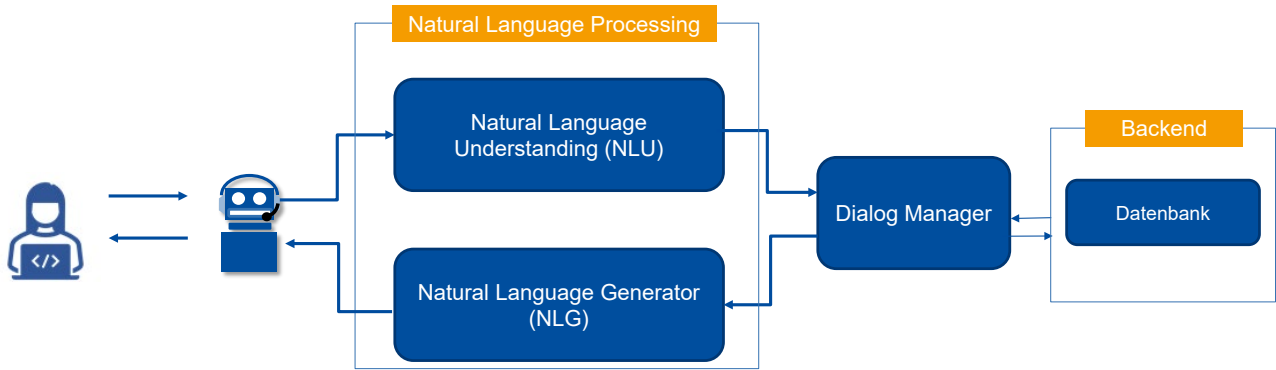 Natural Language Processing
Natural Language
Understanding (NLU)
Backend
Dialog Manager
Datenbank
</>
Natural Language Generator
(NLG)